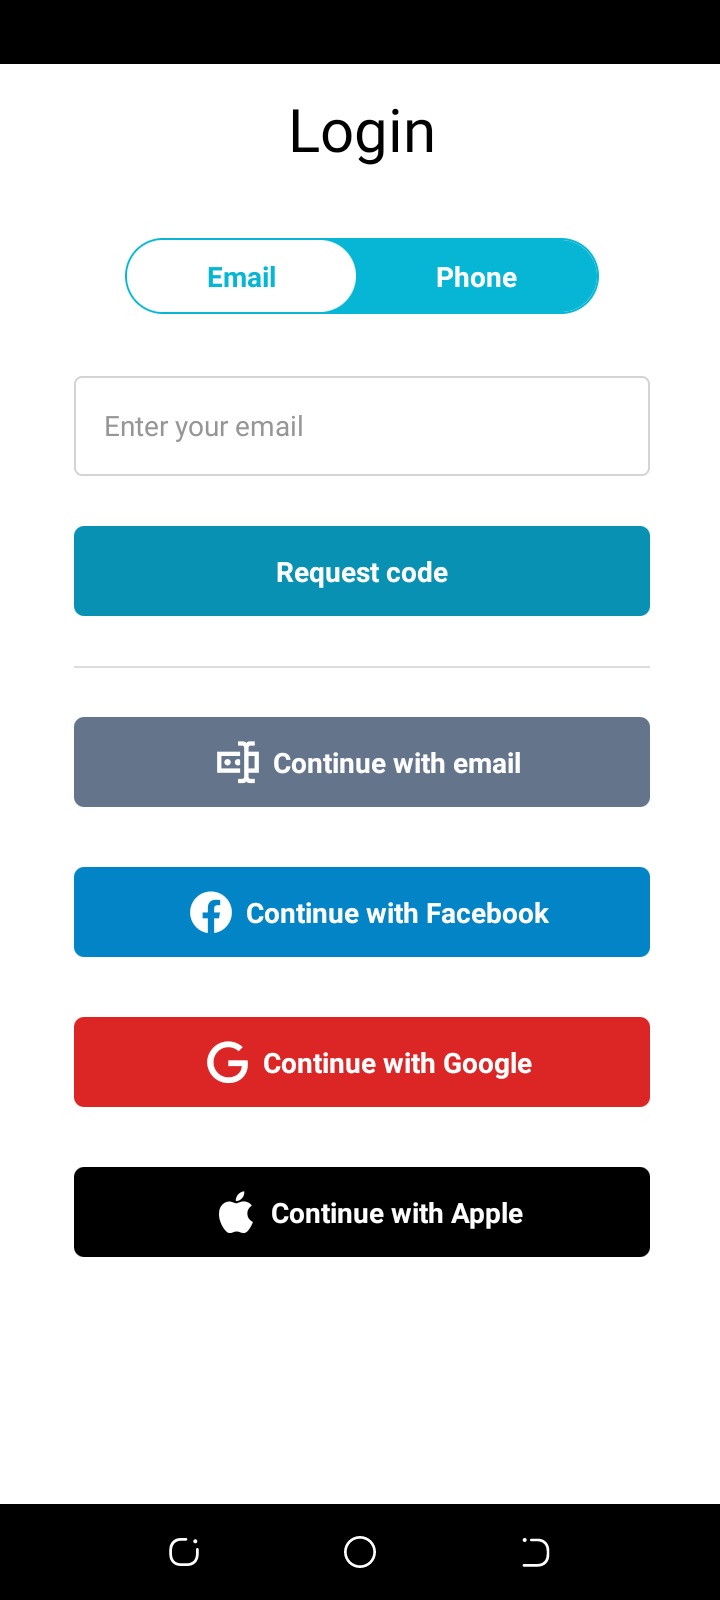 Login
Email
Phone
Enter your email
Request code
Continue with email
Continue with Facebook
Continue with Google
Continue with Apple